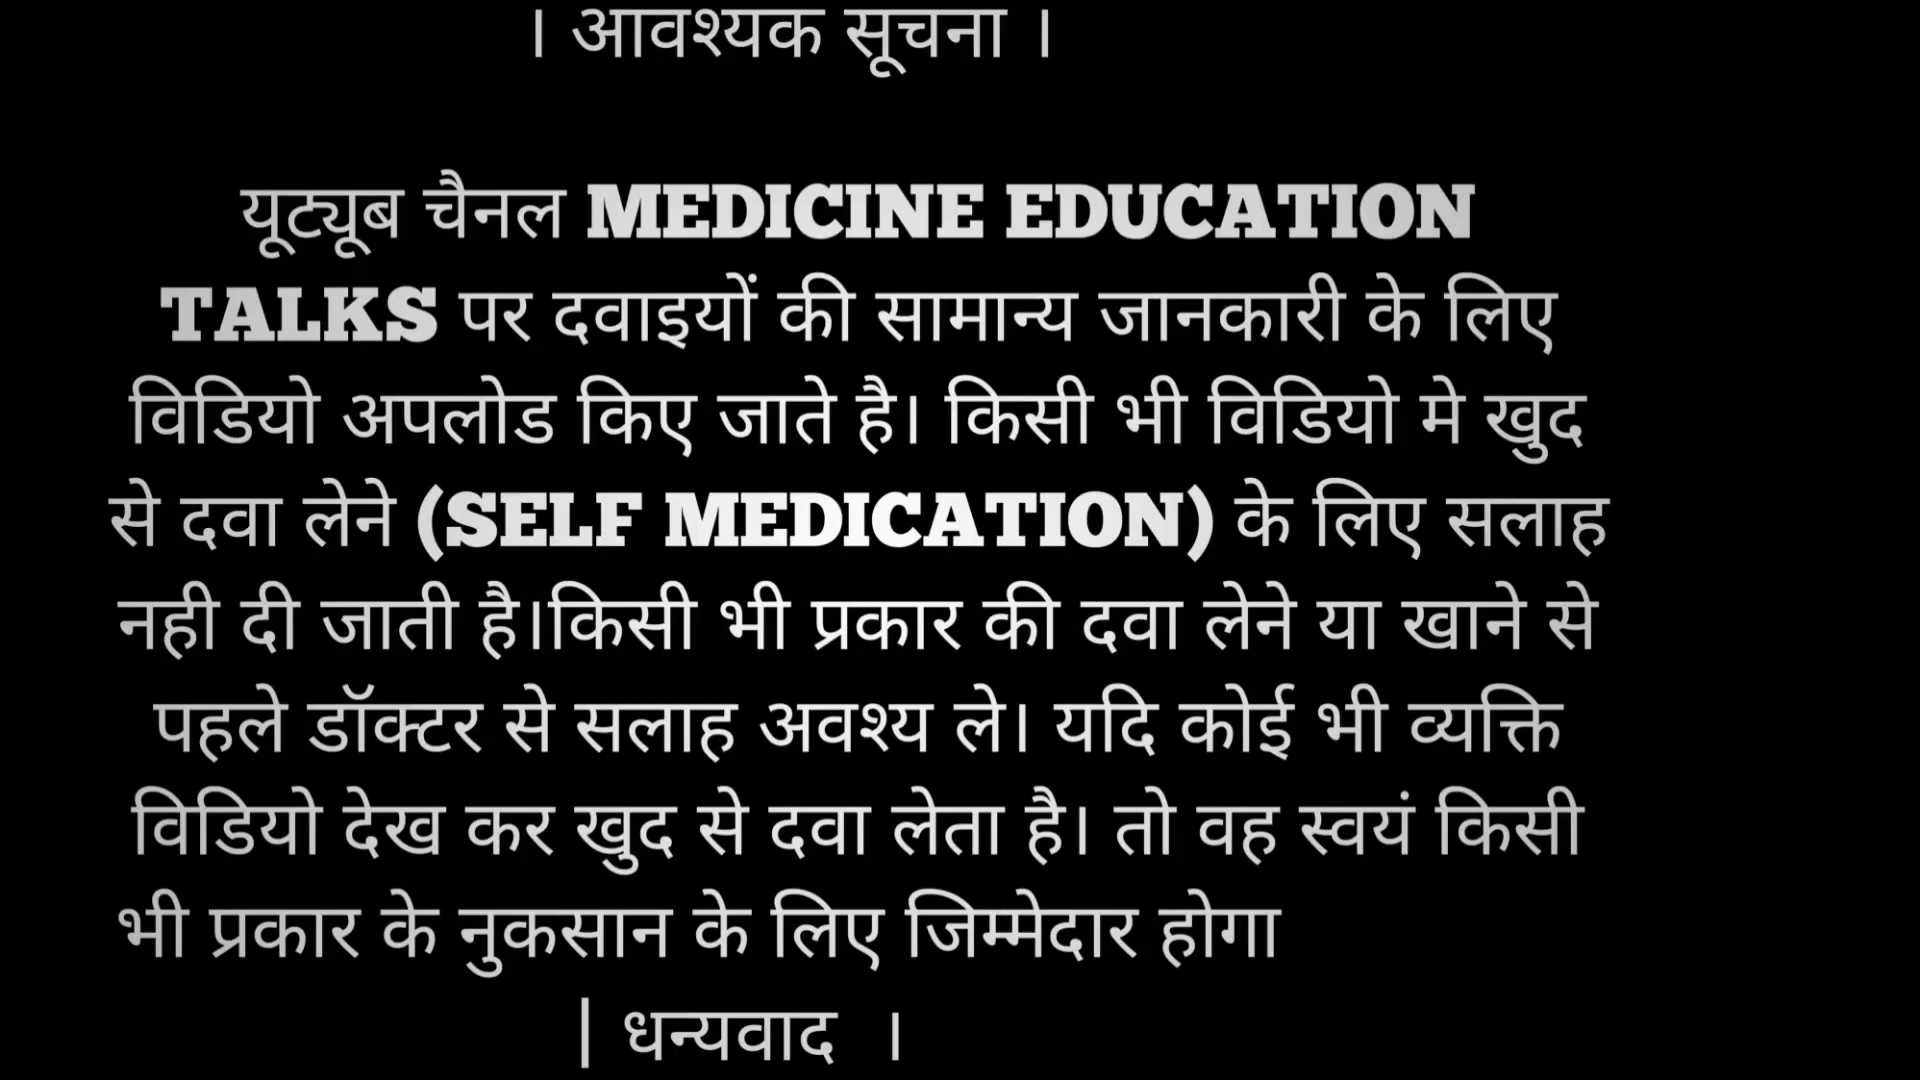 । आवश्यक सूचना ।
यूट्यूब चैनल MEDICINE EDUCATION
TALKS पर दवाइयों की सामान्य जानकारी के लिए
विडियो अपलोड किए जाते है। किसी भी विडियो मे खुद
से दवा लेने (SELF MEDICATION) के लिए सलाह
नही दी जाती है।किसी भी प्रकार की दवा लेने या खाने से
पहले डॉक्टर से सलाह अवश्य ले। यदि कोई भी व्यक्ति
विडियो देख कर खुद से दवा लेता है। तो वह स्वयं किसी
भी प्रकार के नुकसान के लिए जिम्मेदार होगा
| धन्यवाद ।